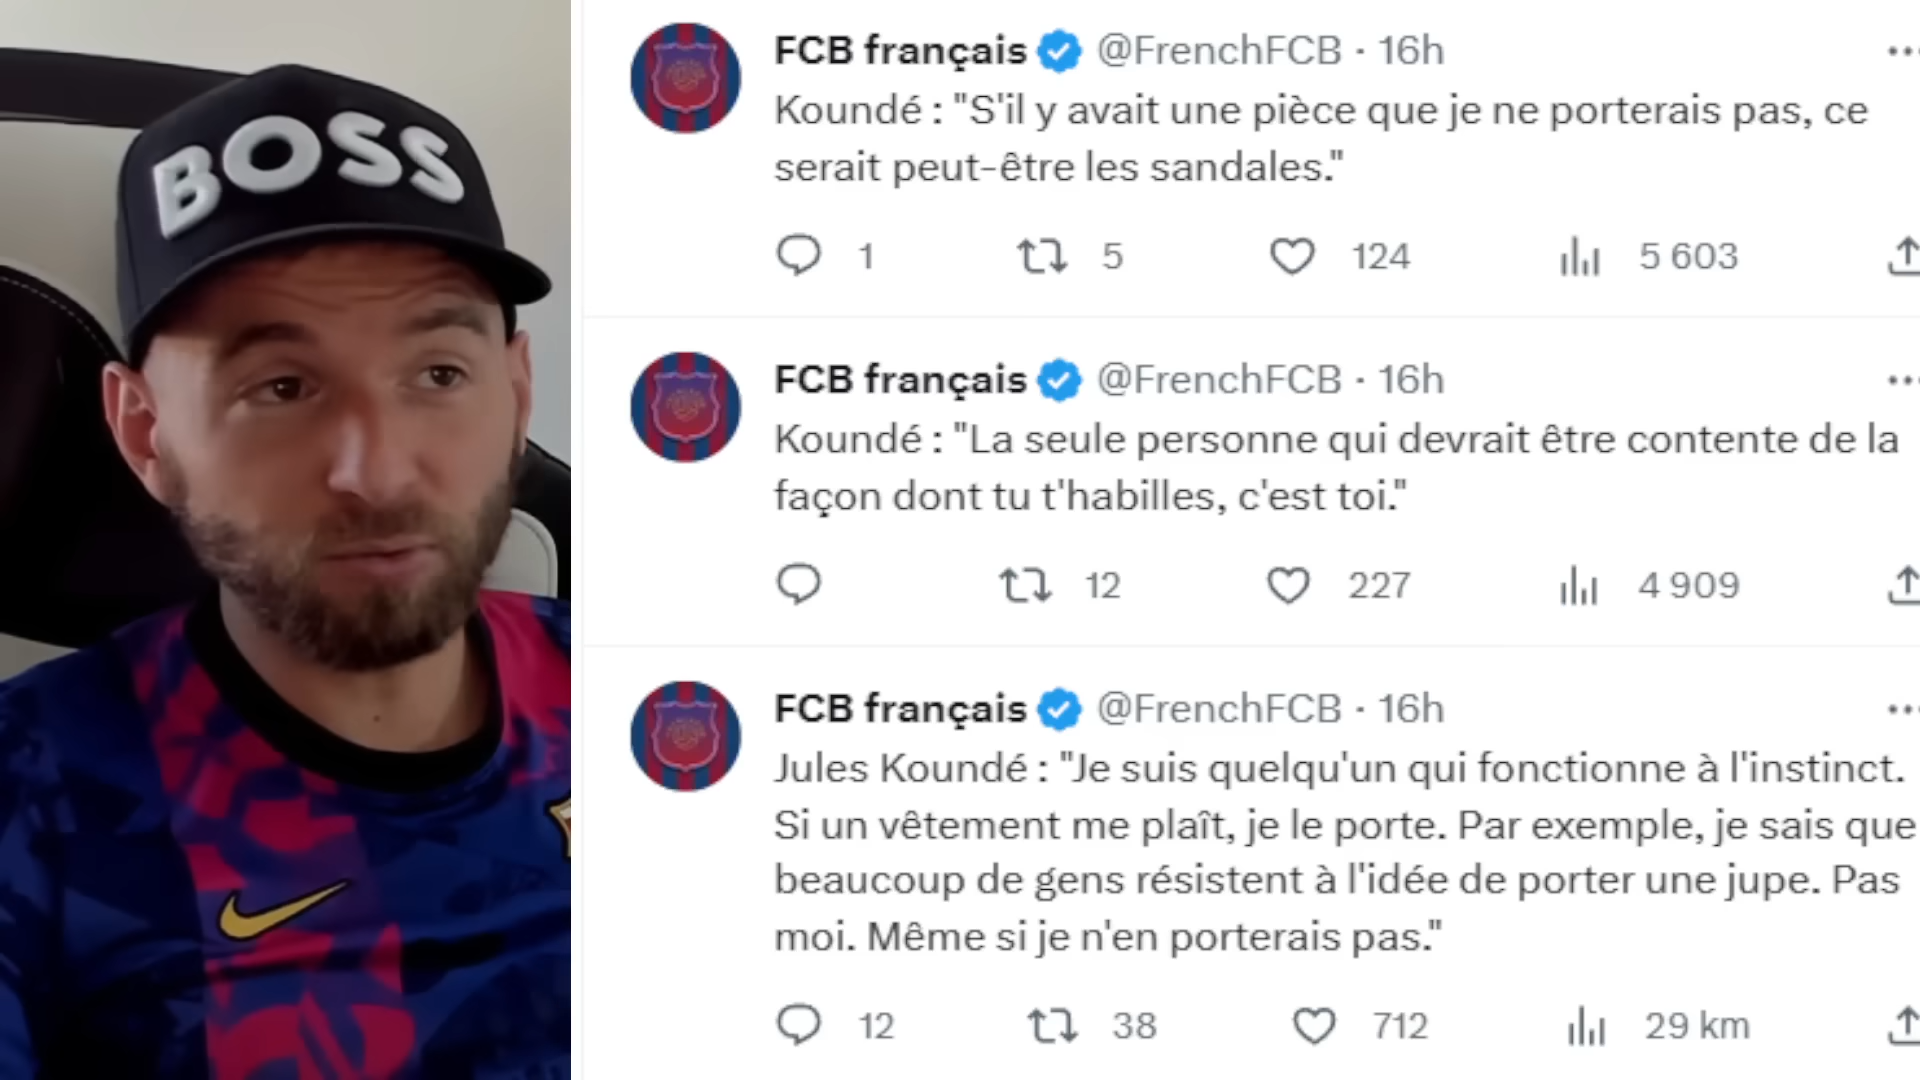 BOSS
FCB français @FrenchFCB · 16h
Koundé : "S'il y avait une pièce que je ne porterais pas, ce
serait peut-être les sandales."
1 5 124 5 603
FCB français @FrenchFCB · 16h
Koundé : "La seule personne qui devrait être contente de la
façon dont tu t'habilles, c'est toi."
12 227 4 909
FCB français @FrenchFCB · 16h
Jules Koundé : "Je suis quelqu'un qui fonctionne à l'instinct.
Si un vêtement me plaît, je le porte. Par exemple, je sais que
beaucoup de gens résistent à l'idée de porter une jupe. Pas
moi. Même si je n'en porterais pas."
12 38 712 29 km